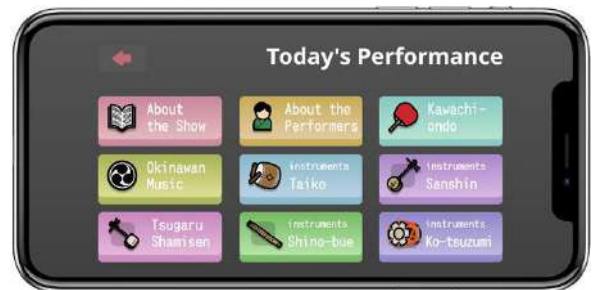 Today's Performance
About
the Show
About the
Performers
Kawachi-
ondo
Okinawan
Music
instruments
Taiko
instruments
Sanshin
Tsugaru
Shamisen
instruments
Shino-bue
instruments
Ko-tsuzumi